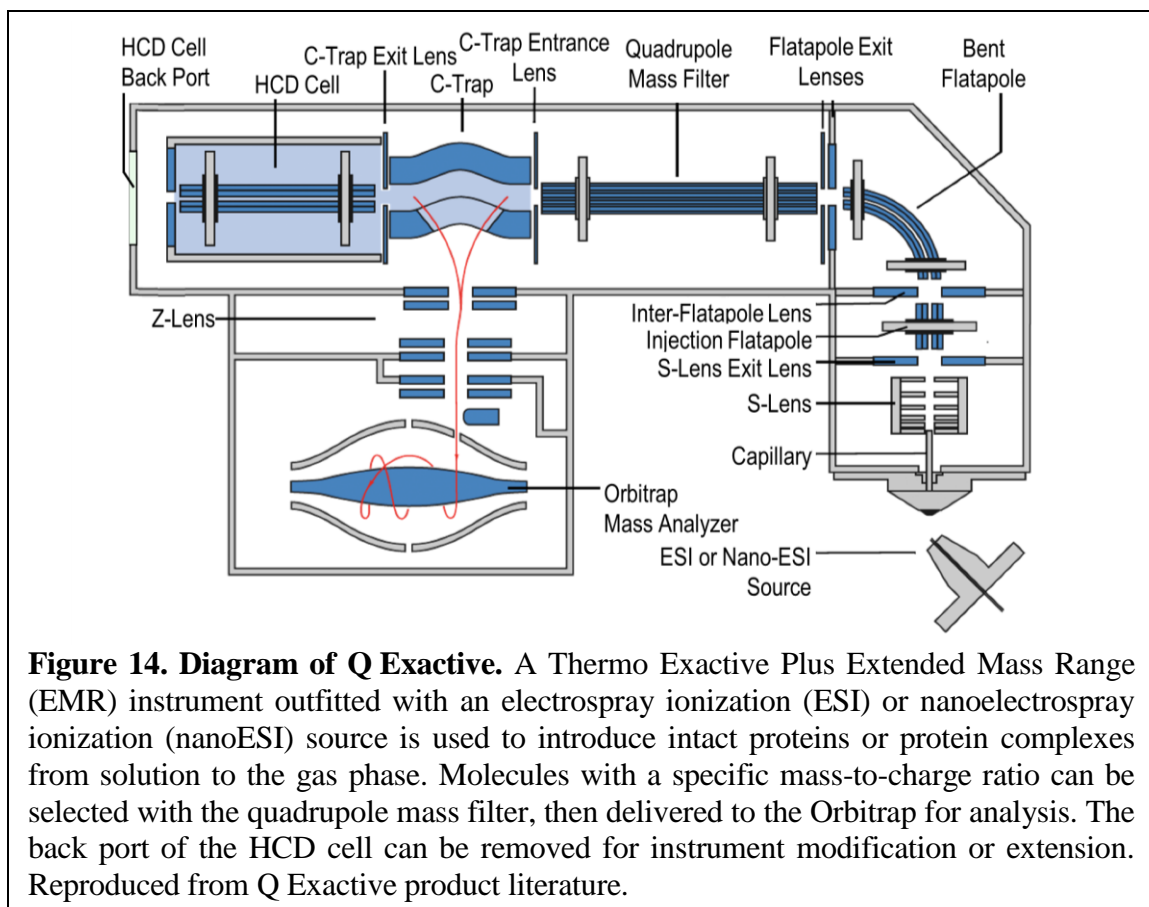 HCD Cell
Back Port
C-Trap Exit Lens
HCD Cell
C-Trap Entrance
Lens
C-Trap
Quadrupole
Mass Filter
Flatapole Exit
Lenses
Bent
Flatapole
Z-Lens
Inter-Flatapole Lens
Injection Flatapole
S-Lens Exit Lens
S-Lens
Capillary
Orbitrap
Mass Analyzer
ESI or Nano-ESI
Source
Figure 14. Diagram of Q Exactive. A Thermo Exactive Plus Extended Mass Range
(EMR) instrument outfitted with an electrospray ionization (ESI) or nanoelectrospray
ionization (nanoESI) source is used to introduce intact proteins or protein complexes
from solution to the gas phase. Molecules with a specific mass-to-charge ratio can be
selected with the quadrupole mass filter, then delivered to the Orbitrap for analysis. The
back port of the HCD cell can be removed for instrument modification or extension.
Reproduced from Q Exactive product literature.